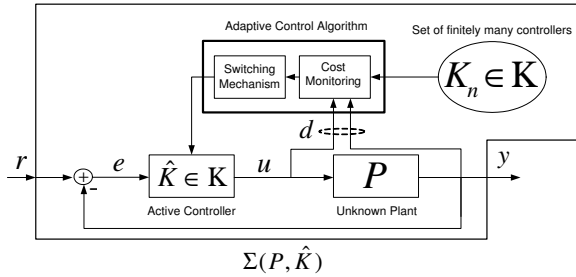 Adaptive Control Algorithm
Set of finitely many controllers
Switching
Mechanism
Cost
Monitoring
K_n ∈ K
d
r
e
u
y
+
-
K̂ ∈ K
P
Active Controller
Unknown Plant
Σ(P, K̂)